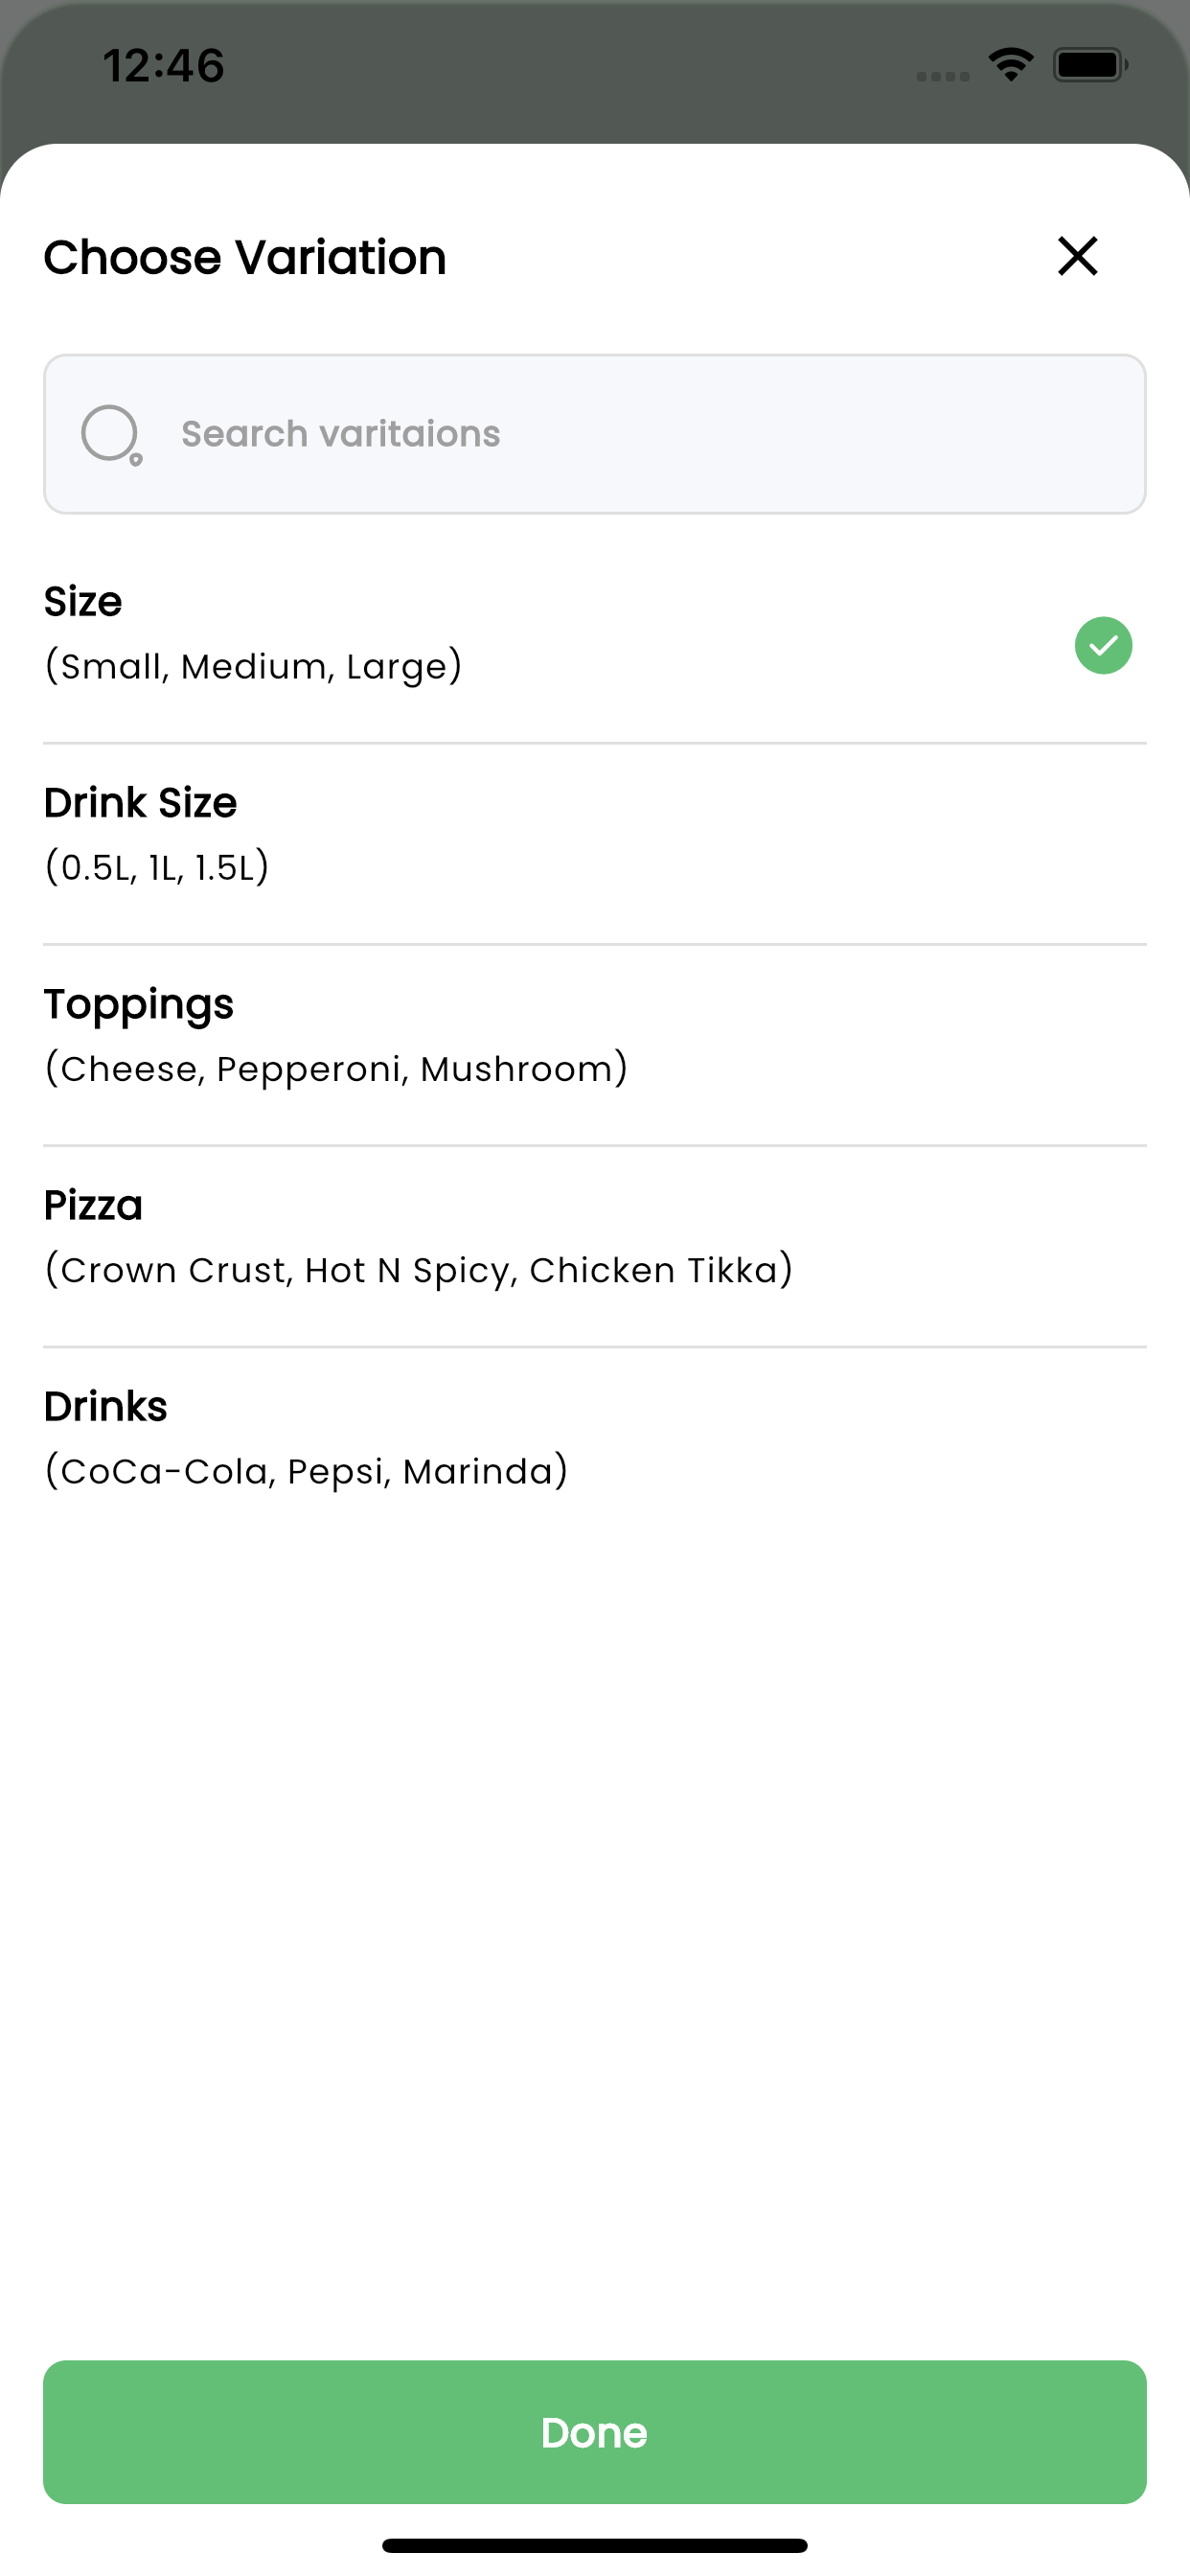 12:46
Choose Variation
Search varitaions
Size
(Small, Medium, Large)
Drink Size
(0.5L, 1L, 1.5L)
Toppings
(Cheese, Pepperoni, Mushroom)
Pizza
(Crown Crust, Hot N Spicy, Chicken Tikka)
Drinks
(CoCa-Cola, Pepsi, Marinda)
Done